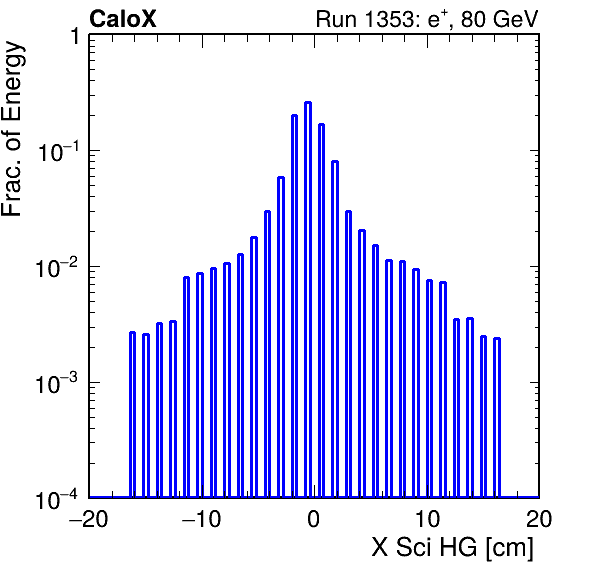 CaloX Run 1353: e⁺, 80 GeV
Frac. of Energy
1
10⁻¹
10⁻²
10⁻³
10⁻⁴
−20 −10 0 10 20
X Sci HG [cm]